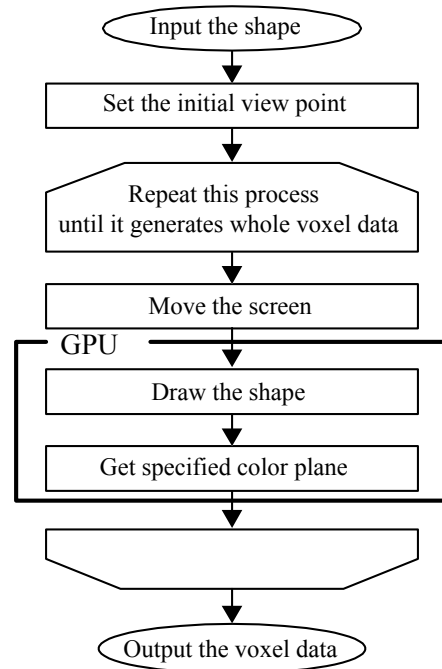 Input the shape
Set the initial view point
Repeat this process
until it generates whole voxel data
Move the screen
GPU
Draw the shape
Get specified color plane
Output the voxel data